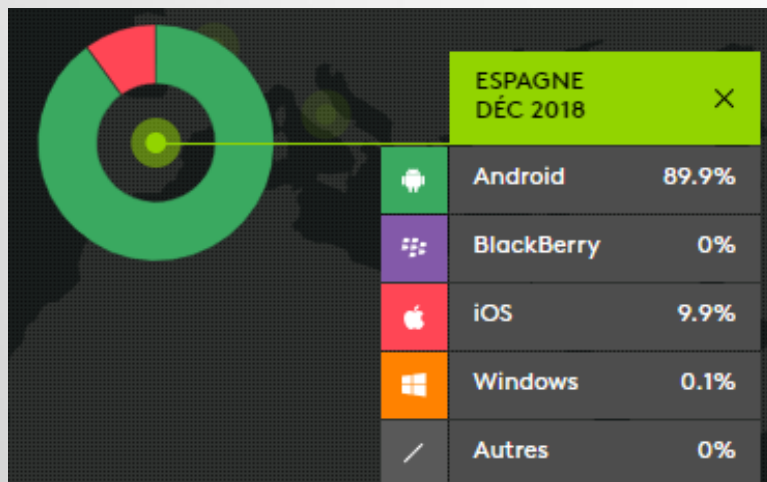 ESPAGNE
DÉC 2018
Android 89.9%
BlackBerry 0%
iOS 9.9%
Windows 0.1%
Autres 0%